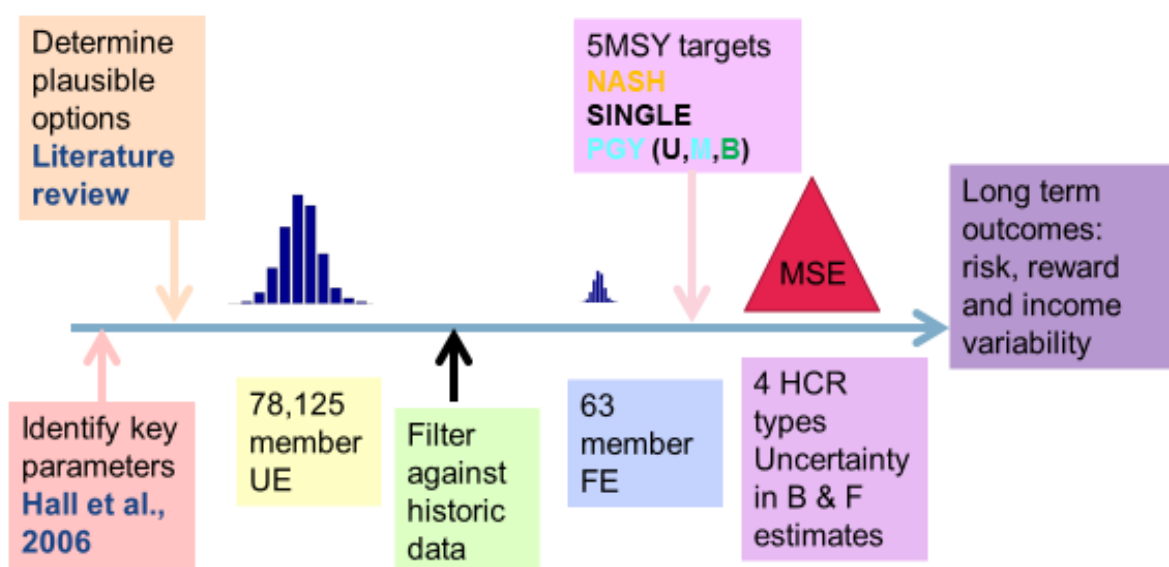 Determine
plausible
options
Literature
review
5MSY targets
NASH
SINGLE
PGY (U,M,B)
MSE
Long term
outcomes:
risk, reward
and income
variability
Identify key
parameters
Hall et al.,
2006
78,125
member
UE
Filter
against
historic
data
63
member
FE
4 HCR
types
Uncertainty
in B & F
estimates